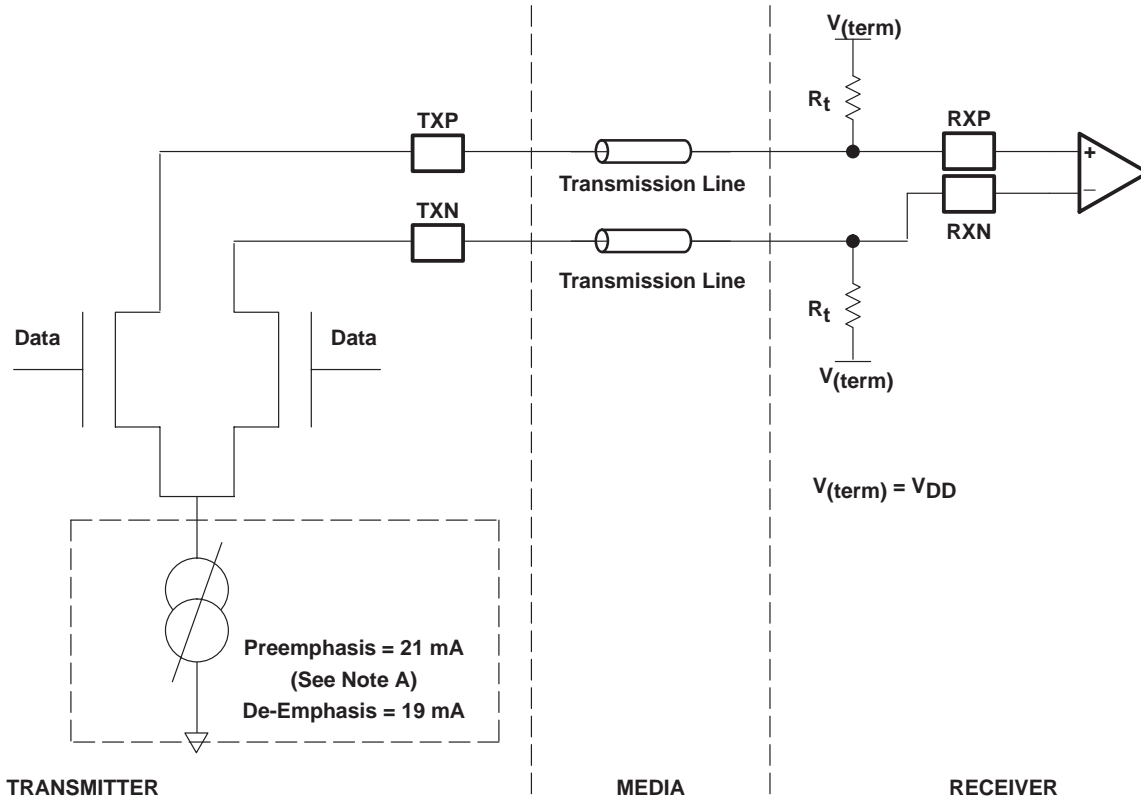 V(term)
Rt
TXP
RXP
+
Transmission Line
–
TXN
RXN
Transmission Line
Rt
Data
Data
V(term)
V(term) = VDD
Preemphasis = 21 mA
(See Note A)
De-Emphasis = 19 mA
TRANSMITTER
MEDIA
RECEIVER